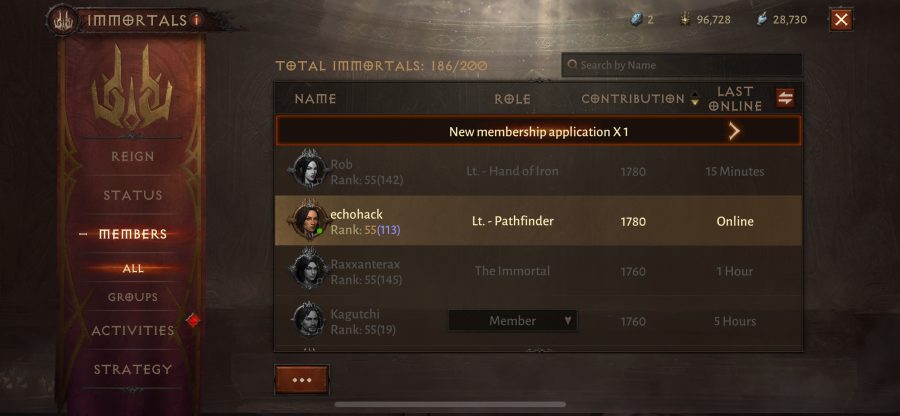 IMMORTALS
2
96,728
28,730
TOTAL IMMORTALS: 186/200
Search by Name
NAME
ROLE
CONTRIBUTION
LAST
ONLINE
New membership application X 1
Rob
Rank: 55(142)
Lt. - Hand of Iron
1780
15 Minutes
echohack
Rank: 55(113)
Lt. - Pathfinder
1780
Online
Raxxanterax
Rank: 55(145)
The Immortal
1760
1 Hour
Kagutchi
Rank: 55(19)
Member
1760
5 Hours
REIGN
STATUS
MEMBERS
ALL
GROUPS
ACTIVITIES
STRATEGY